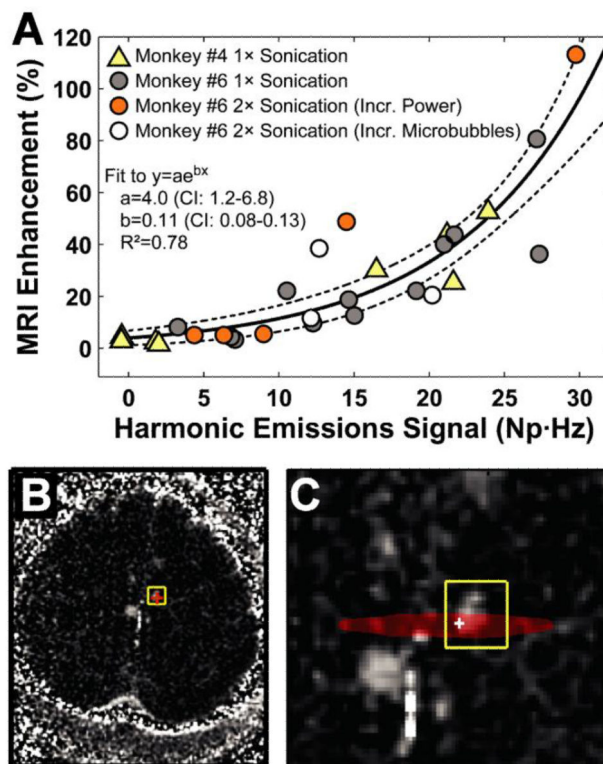 A
MRI Enhancement (%)
120
100
80
60
40
20
0
Monkey #4 1× Sonication
Monkey #6 1× Sonication
Monkey #6 2× Sonication (Incr. Power)
Monkey #6 2× Sonication (Incr. Microbubbles)
Fit to y=ae^bx
a=4.0 (CI: 1.2-6.8)
b=0.11 (CI: 0.08-0.13)
R²=0.78
0 5 10 15 20 25 30
Harmonic Emissions Signal (Np·Hz)
B
C